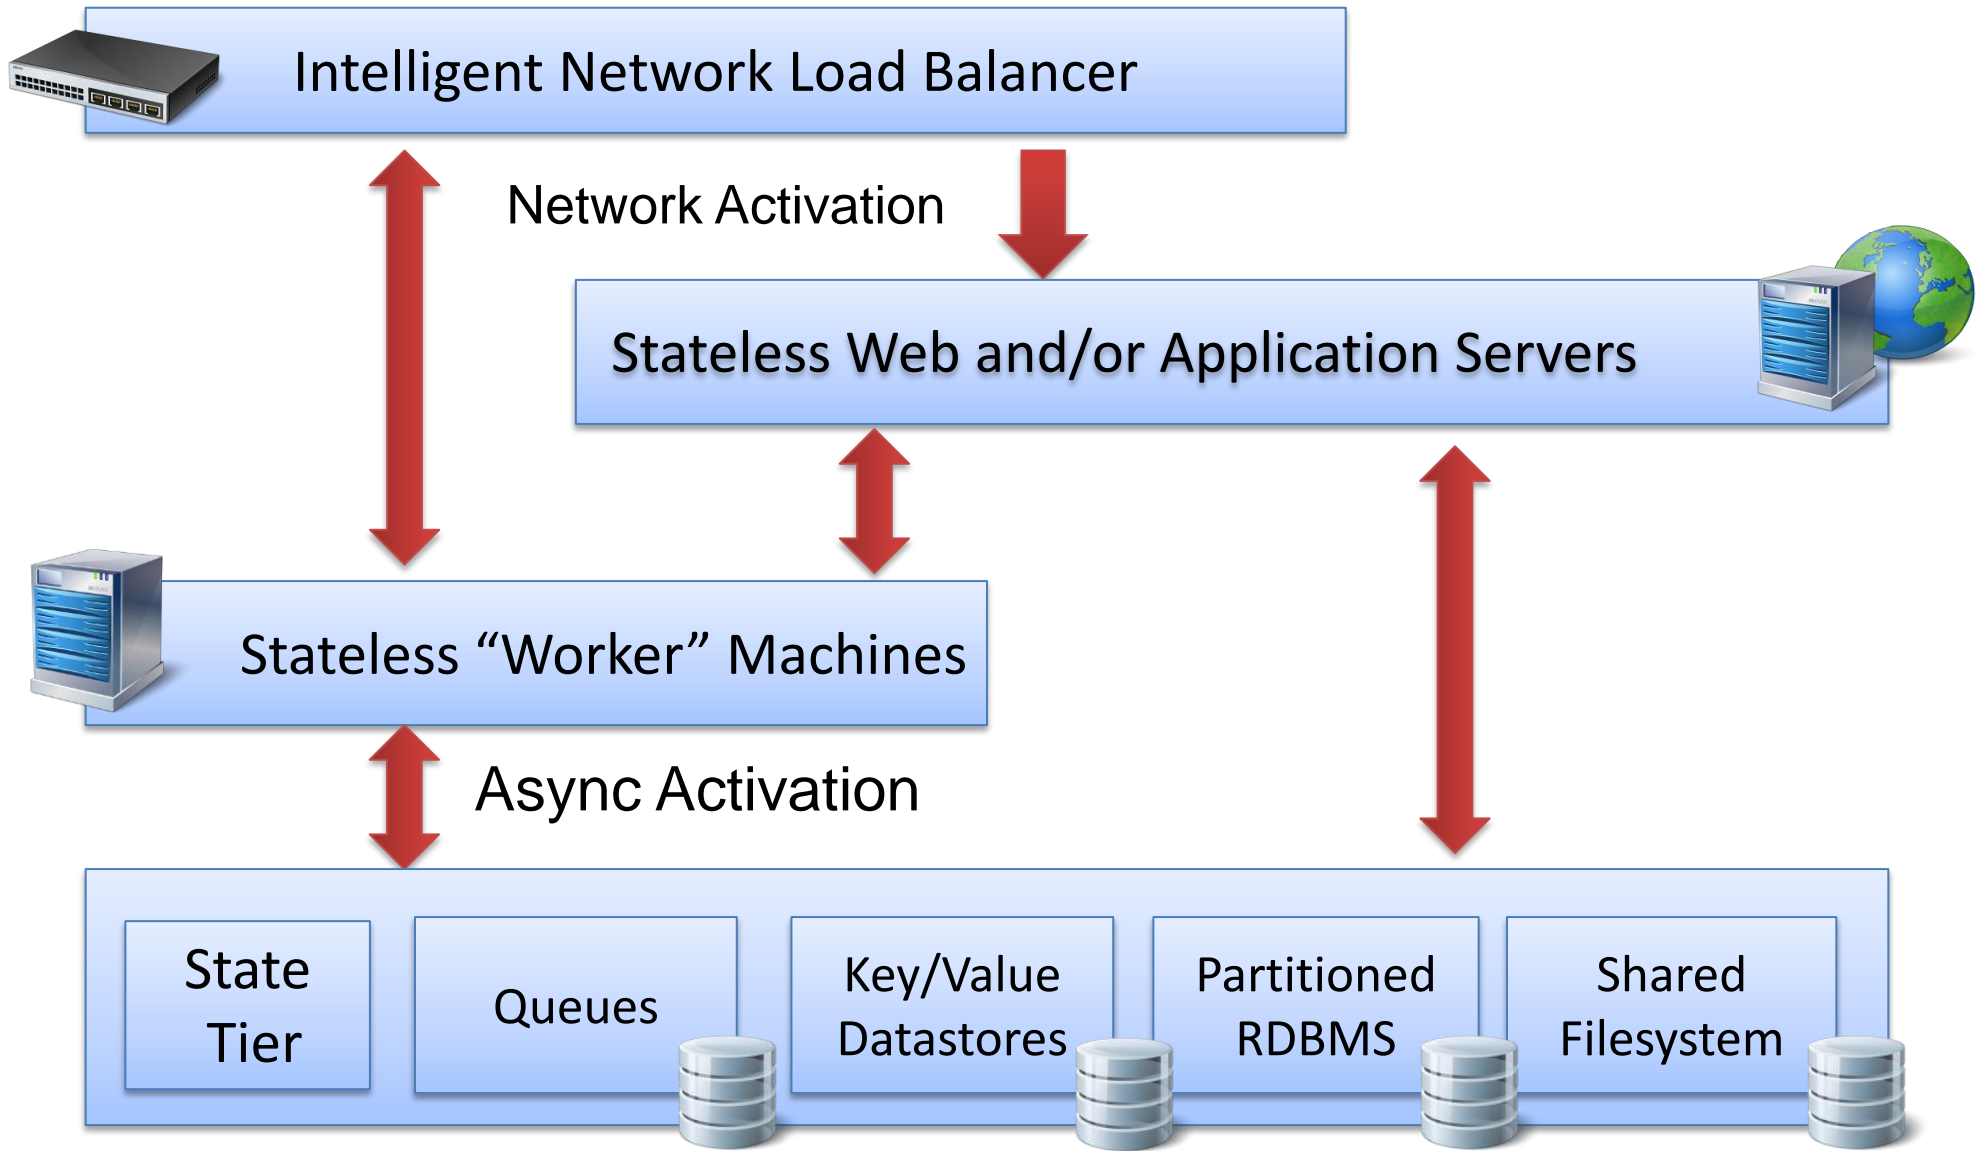 Intelligent Network Load Balancer
Network Activation
Stateless Web and/or Application Servers
Stateless “Worker” Machines
Async Activation
State
Tier
Queues
Key/Value
Datastores
Partitioned
RDBMS
Shared
Filesystem